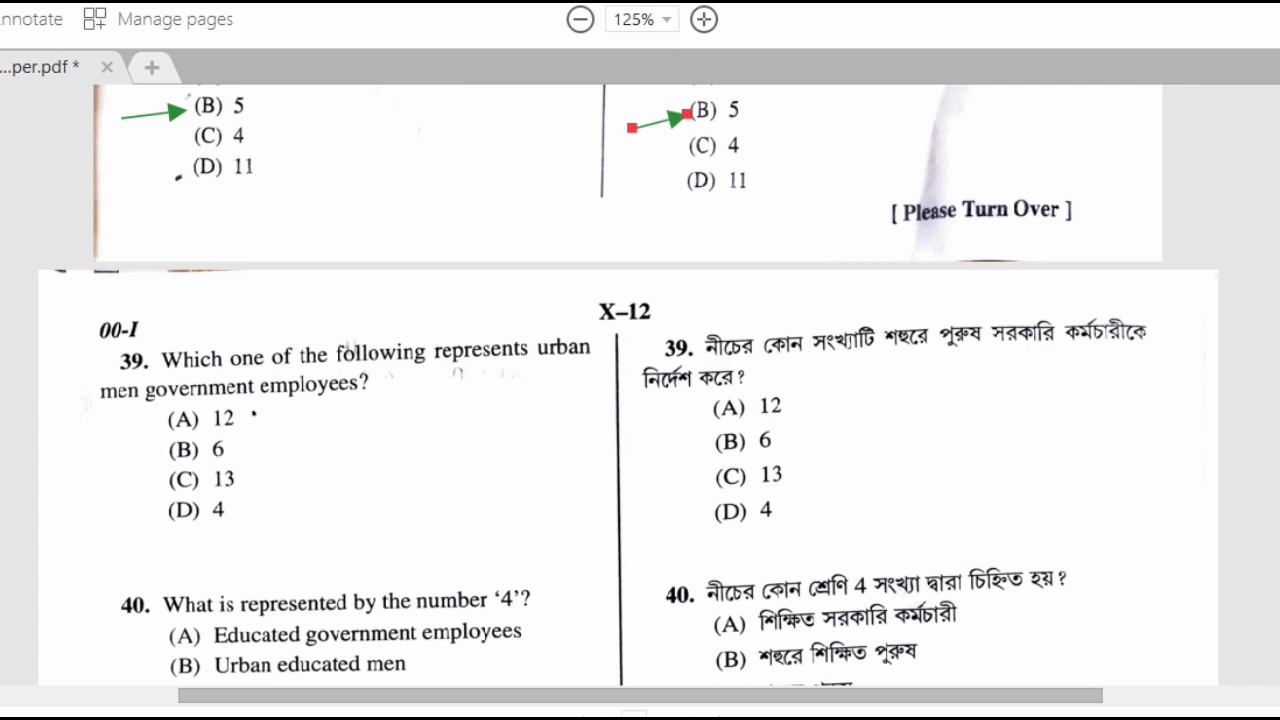 nnotate Manage pages 125%
...per.pdf *
(B) 5
(C) 4
(D) 11
(B) 5
(C) 4
(D) 11
[ Please Turn Over ]
X–12
00-I
39. Which one of the following represents urban
men government employees?
(A) 12
(B) 6
(C) 13
(D) 4
40. What is represented by the number ‘4’?
(A) Educated government employees
(B) Urban educated men
39. নীচের কোন সংখ্যাটি শহুরে পুরুষ সরকারি কর্মচারীকে
নির্দেশ করে?
(A) 12
(B) 6
(C) 13
(D) 4
40. নীচের কোন শ্রেণি 4 সংখ্যা দ্বারা চিহ্নিত হয়?
(A) শিক্ষিত সরকারি কর্মচারী
(B) শহুরে শিক্ষিত পুরুষ